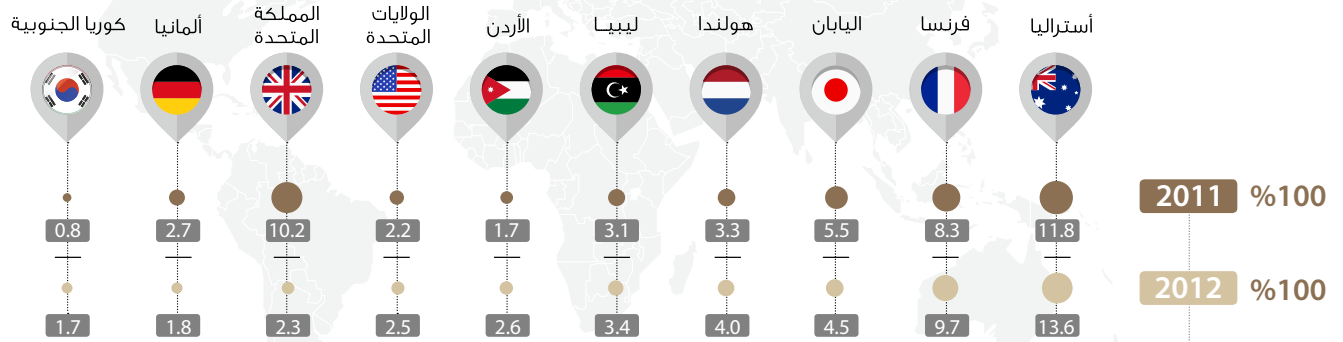 أستراليا
فرنسا
اليابان
هولندا
ليبيــا
الأردن
الولايات
المتحدة
المملكة
المتحدة
ألمانيا
كوريا الجنوبية
2011 %100
11.8
8.3
5.5
3.3
3.1
1.7
2.2
10.2
2.7
0.8
2012 %100
13.6
9.7
4.5
4.0
3.4
2.6
2.5
2.3
1.8
1.7